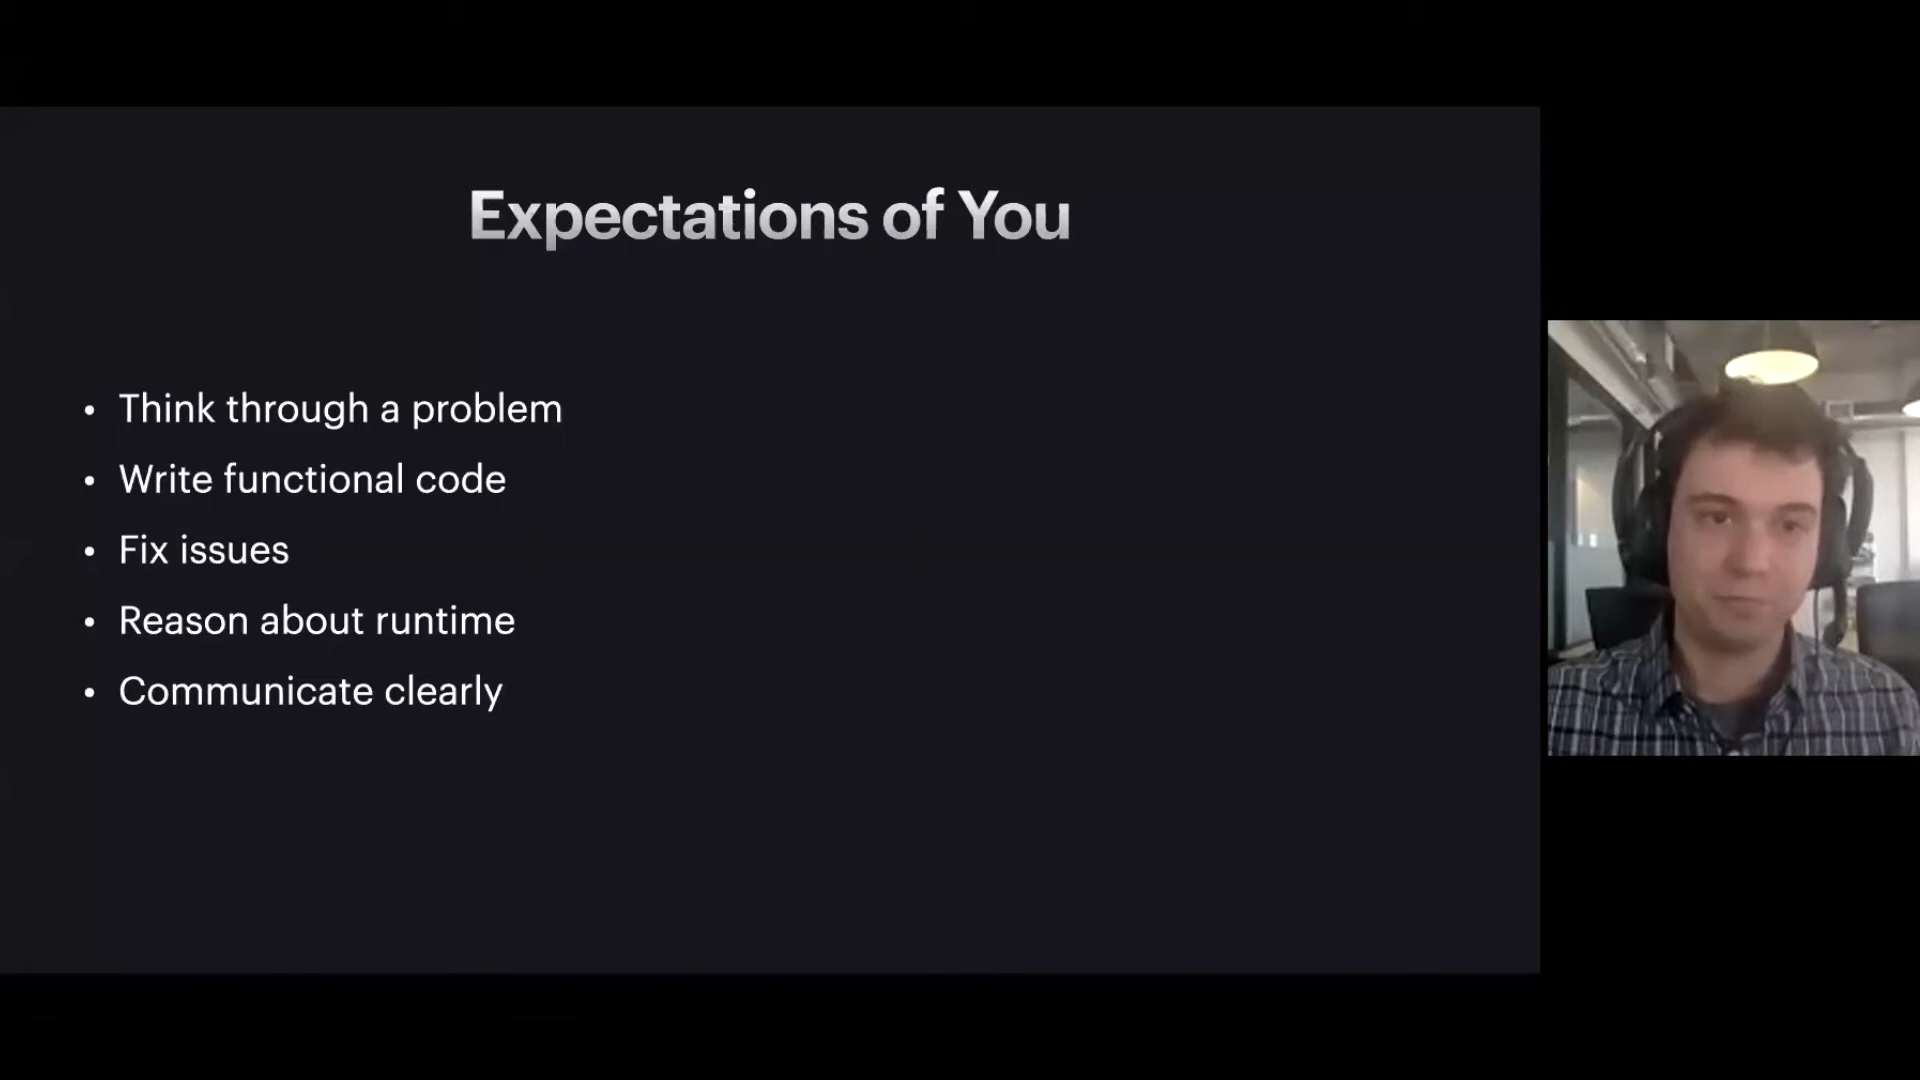 Expectations of You
• Think through a problem
• Write functional code
• Fix issues
• Reason about runtime
• Communicate clearly